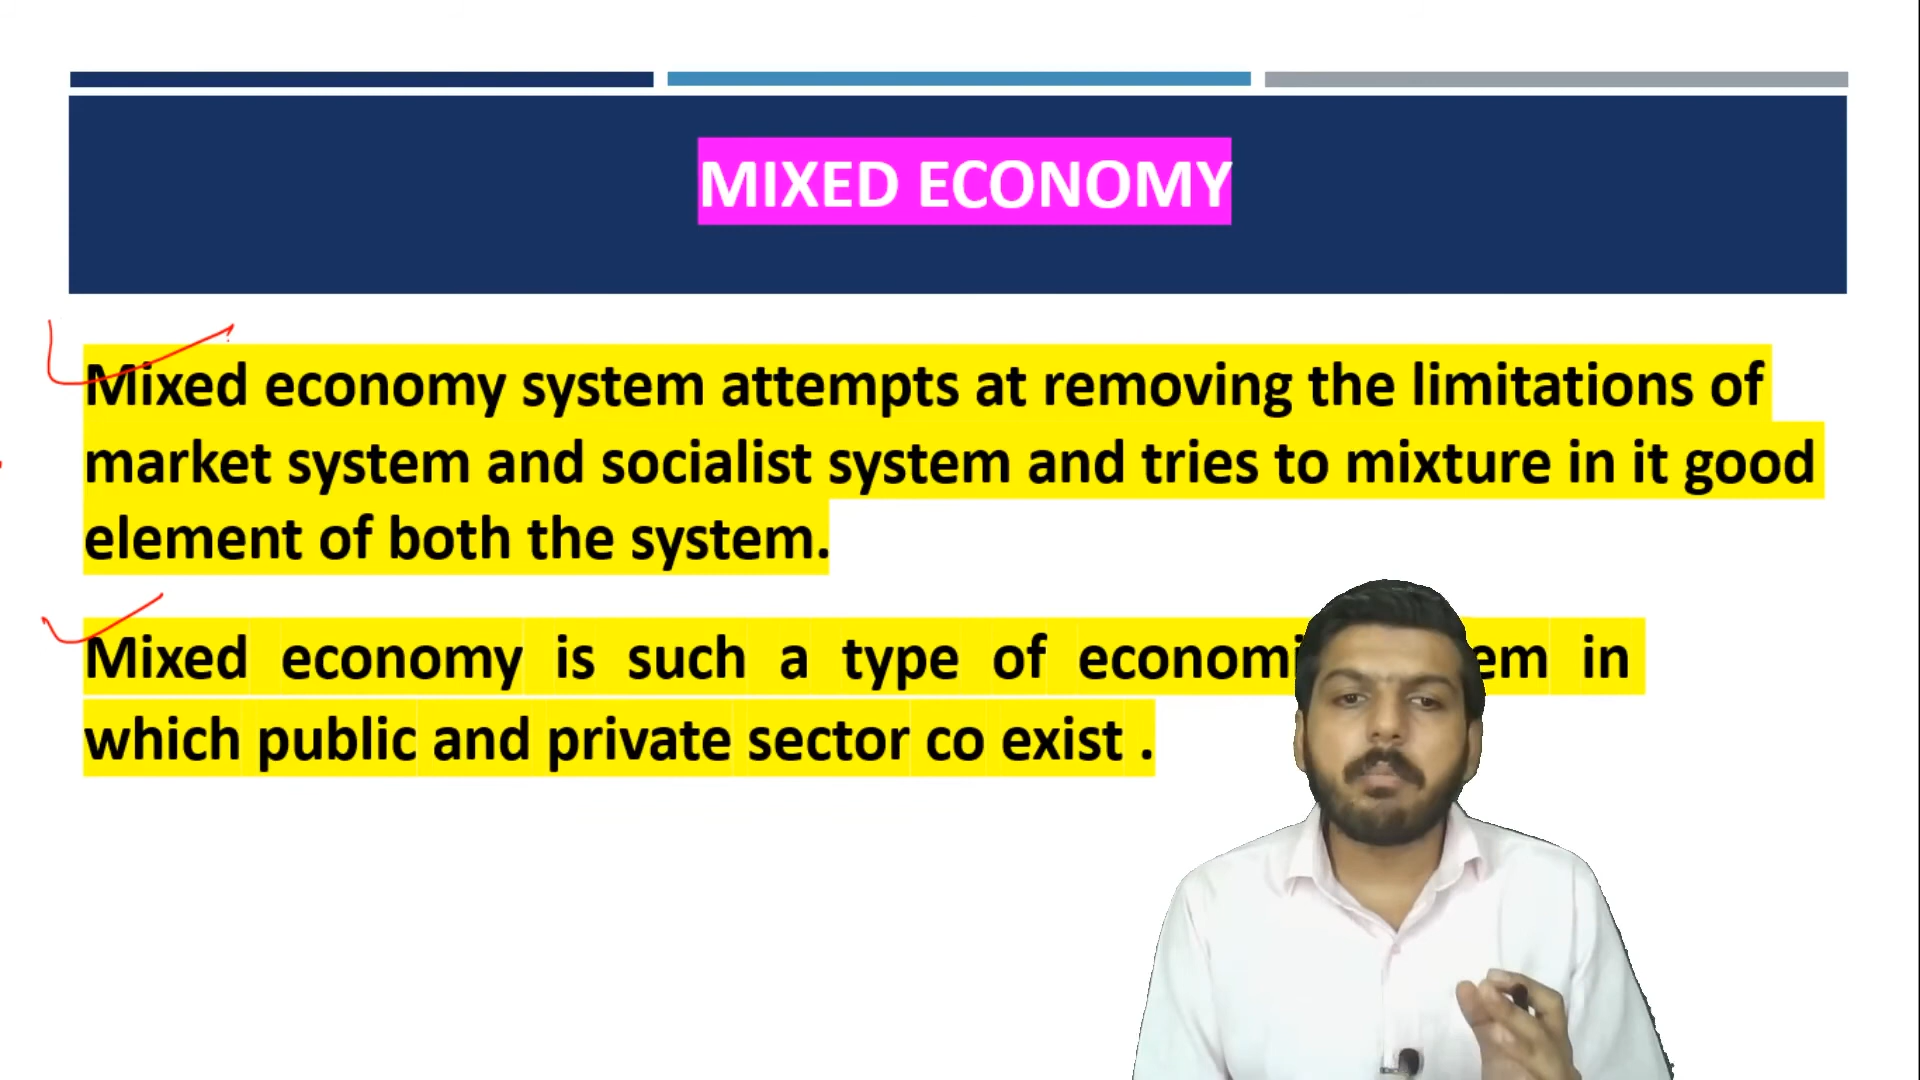 MIXED ECONOMY
Mixed economy system attempts at removing the limitations of
market system and socialist system and tries to mixture in it good
element of both the system.
Mixed economy is such a type of in
which public and private sector co exist .